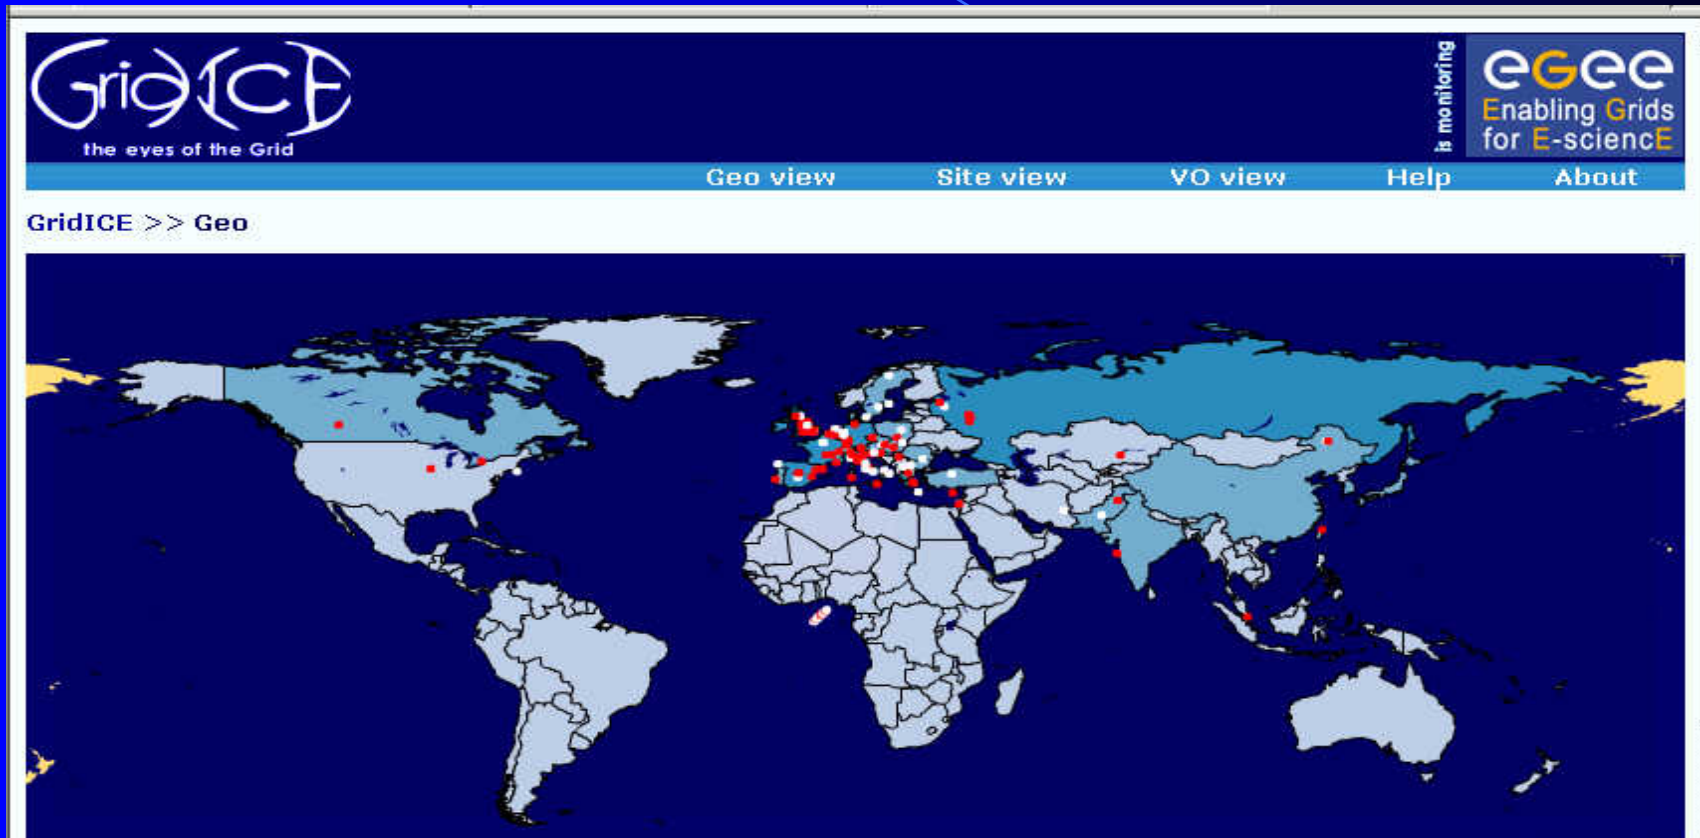 GridICE
the eyes of the Grid
is monitoring
eGee
Enabling Grids
for E-sciencE
Geo view Site view VO view Help About
GridICE >> Geo